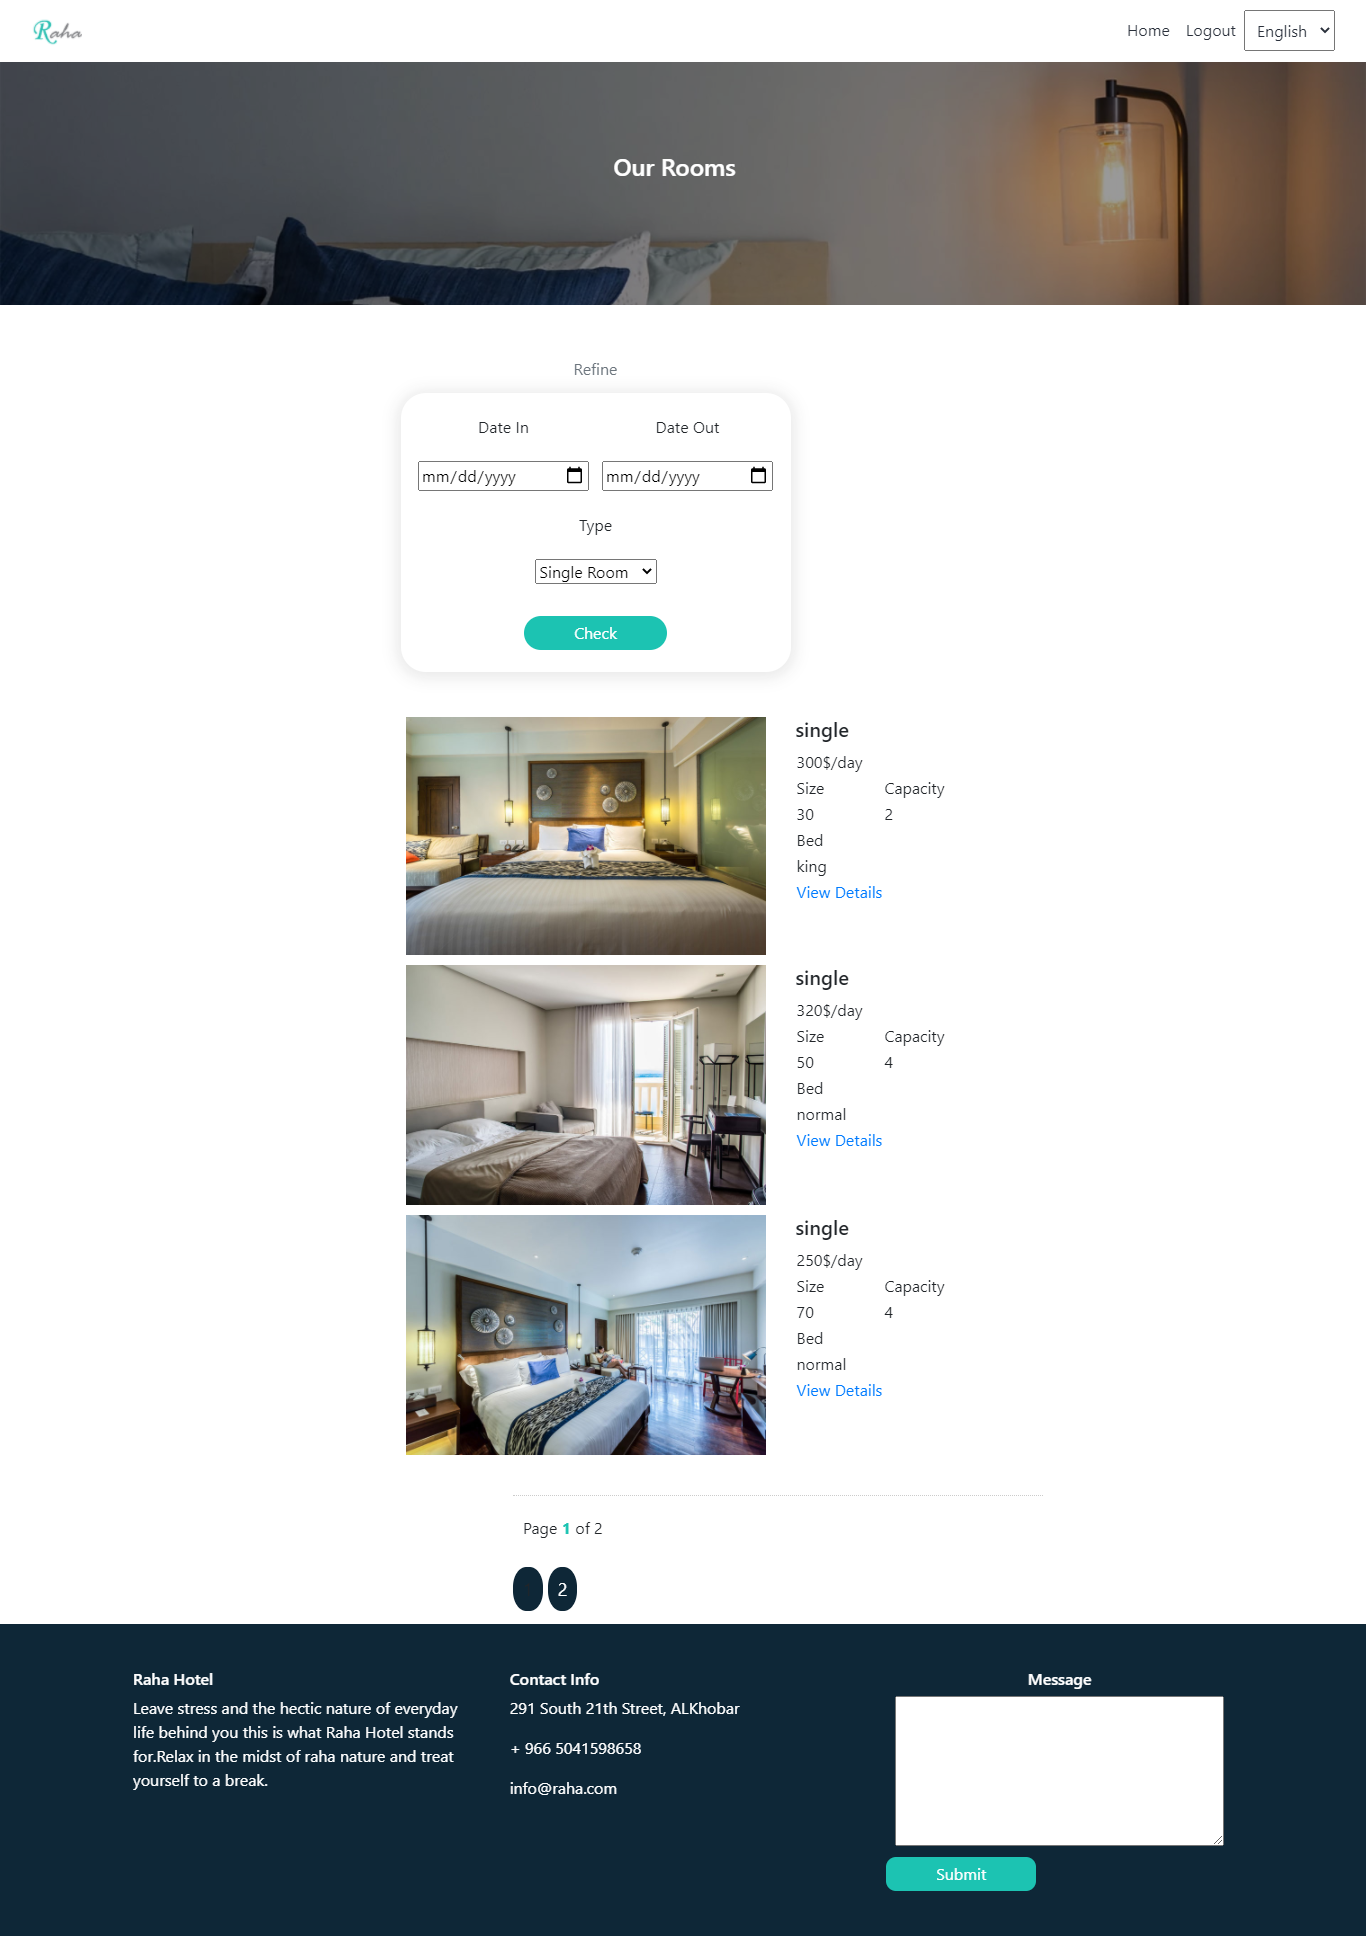 Raha
Home Logout English
Our Rooms
Refine
Date In Date Out
mm/dd/yyyy mm/dd/yyyy
Type
Single Room
Check
single
300$/day
Size Capacity
30 2
Bed
king
View Details
single
320$/day
Size Capacity
50 4
Bed
normal
View Details
single
250$/day
Size Capacity
70 4
Bed
normal
View Details
Page 1 of 2
2
Raha Hotel
Leave stress and the hectic nature of everyday
life behind you this is what Raha Hotel stands
for.Relax in the midst of raha nature and treat
yourself to a break.
Contact Info
291 South 21th Street, ALKhobar
+ 966 5041598658
info@raha.com
Message
Submit